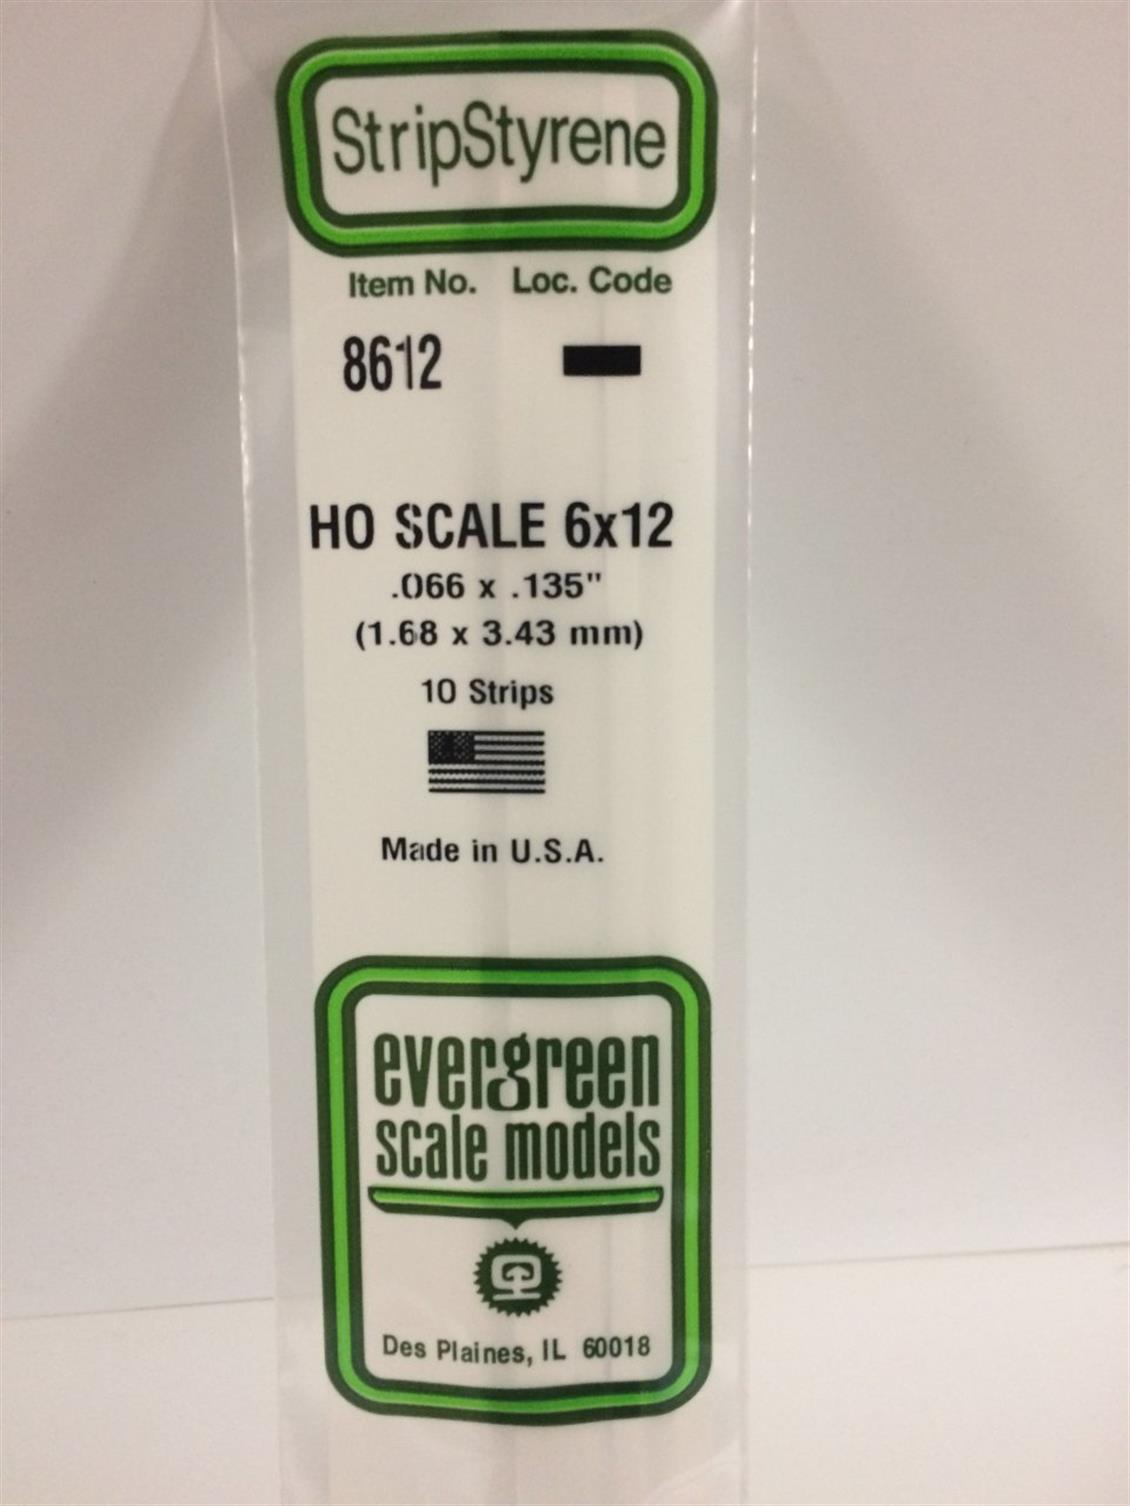 StripStyrene
Item No. Loc. Code
8612
HO SCALE 6x12
.066 x .135"
(1.68 x 3.43 mm)
10 Strips
Made in U.S.A.
evergreen
scale models
Des Plaines, IL 60018